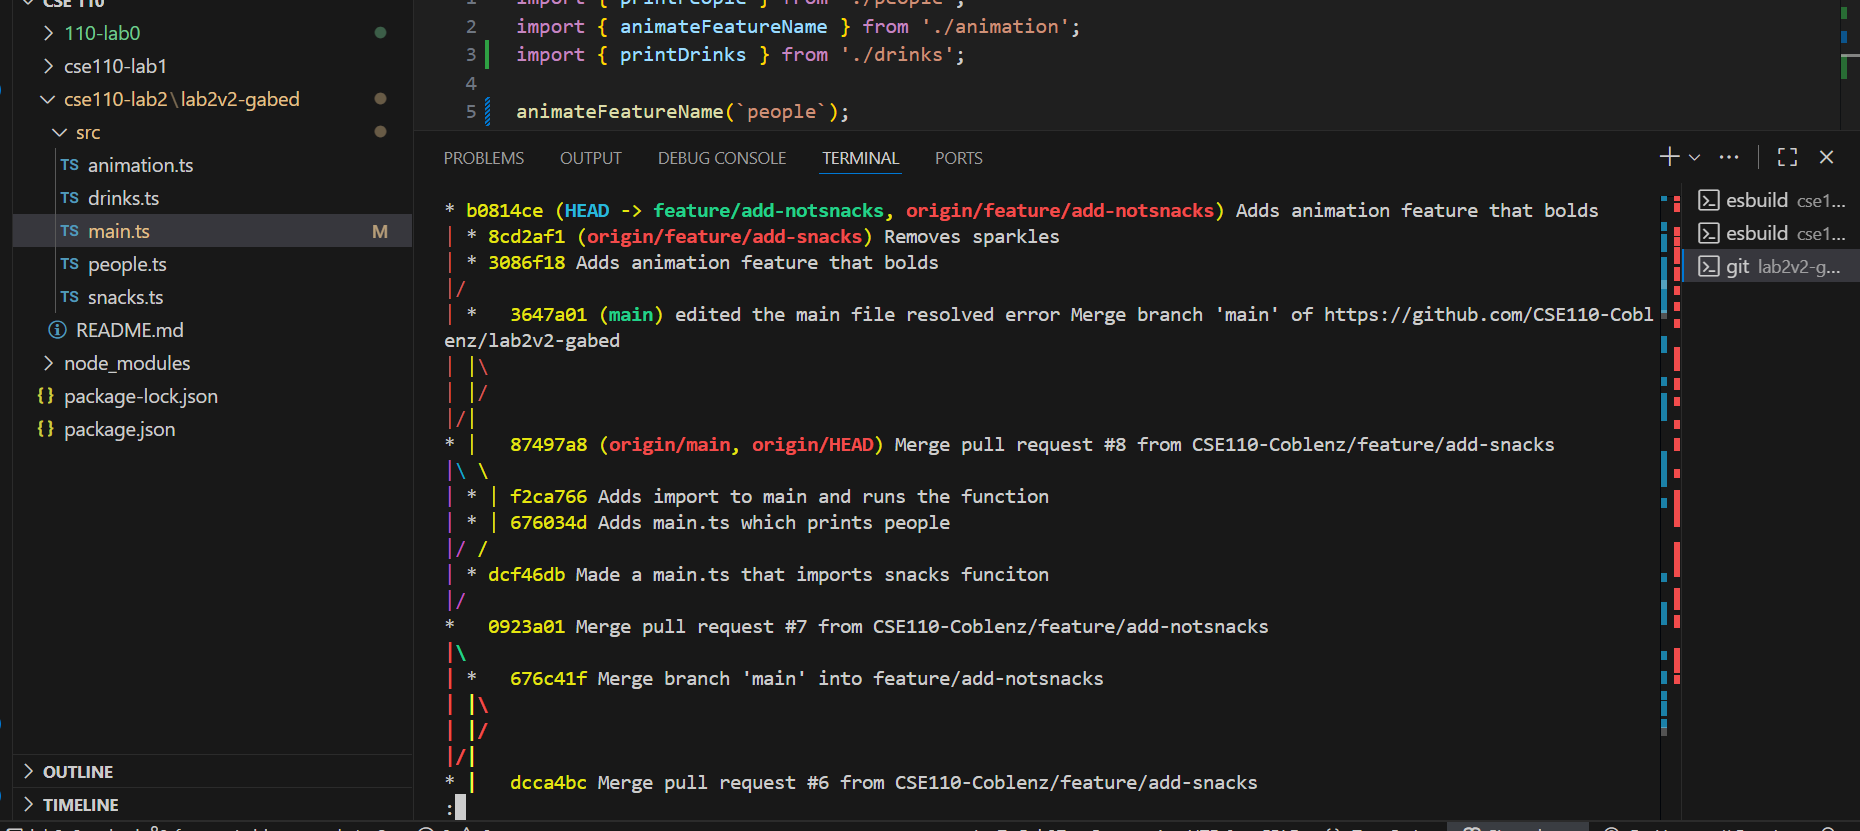 CSE 110
110-lab0
cse110-lab1
cse110-lab2\lab2v2-gabed
src
TS animation.ts
TS drinks.ts
TS main.ts M
TS people.ts
TS snacks.ts
README.md
node_modules
{} package-lock.json
{} package.json
OUTLINE
TIMELINE
1 import { printPeople } from './people';
2 import { animateFeatureName } from './animation';
3 import { printDrinks } from './drinks';
4
5 animateFeatureName(`people`);
PROBLEMS OUTPUT DEBUG CONSOLE TERMINAL PORTS
* b0814ce (HEAD -> feature/add-notsnacks, origin/feature/add-notsnacks) Adds animation feature that bolds
| * 8cd2af1 (origin/feature/add-snacks) Removes sparkles
| * 3086f18 Adds animation feature that bolds
|/
| *   3647a01 (main) edited the main file resolved error Merge branch 'main' of https://github.com/CSE110-Cobl
enz/lab2v2-gabed
| |\
| |/
|/|
* |   87497a8 (origin/main, origin/HEAD) Merge pull request #8 from CSE110-Coblenz/feature/add-snacks
|\ \
| * | f2ca766 Adds import to main and runs the function
| * | 676034d Adds main.ts which prints people
|/ /
| * dcf46db Made a main.ts that imports snacks funciton
|/
*   0923a01 Merge pull request #7 from CSE110-Coblenz/feature/add-notsnacks
|\
| *   676c41f Merge branch 'main' into feature/add-notsnacks
| |\
| |/
|/|
* |   dcca4bc Merge pull request #6 from CSE110-Coblenz/feature/add-snacks
:
esbuild cse1...
esbuild cse1...
git lab2v2-g...